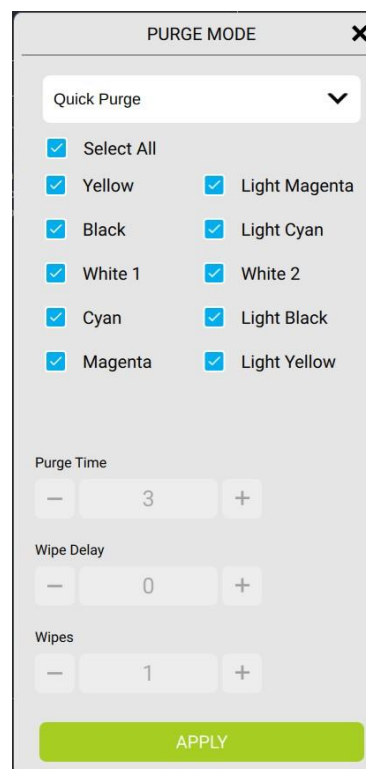 PURGE MODE
Quick Purge
Select All
Yellow
Light Magenta
Black
Light Cyan
White 1
White 2
Cyan
Light Black
Magenta
Light Yellow
Purge Time
3
Wipe Delay
0
Wipes
1
APPLY